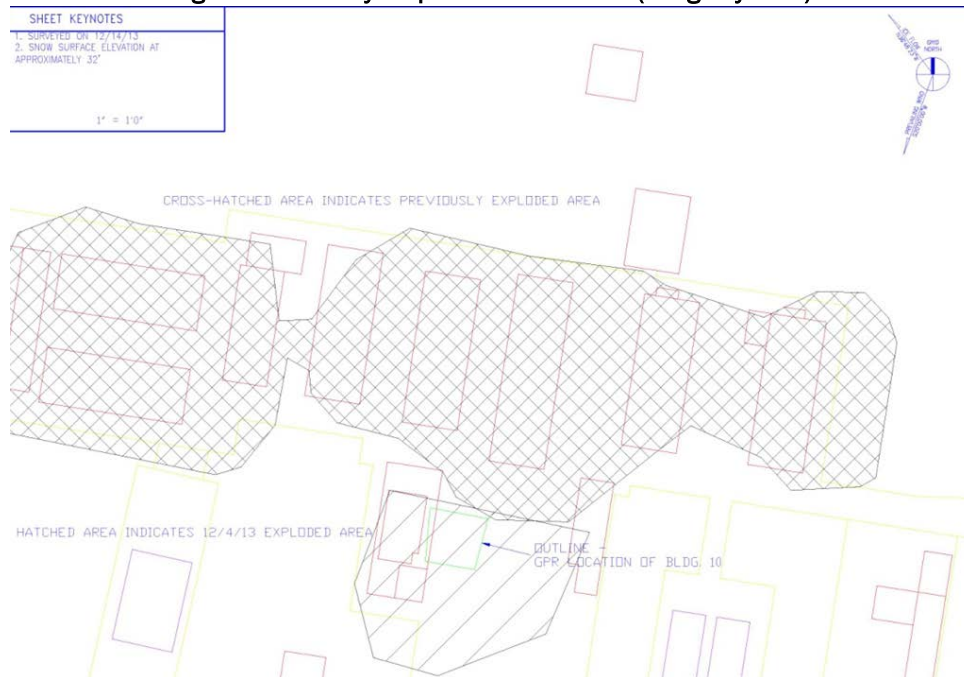 SHEET KEYNOTES
1. SURVEYED ON 12/14/13
2. SNOW SURFACE ELEVATION AT
APPROXIMATELY 32'
1" = 1'0"
GRID
NORTH
CROSS-HATCHED AREA INDICATES PREVIOUSLY EXPLODED AREA
HATCHED AREA INDICATES 12/4/13 EXPLODED AREA
OUTLINE -
GPR LOCATION OF BLDG. 10